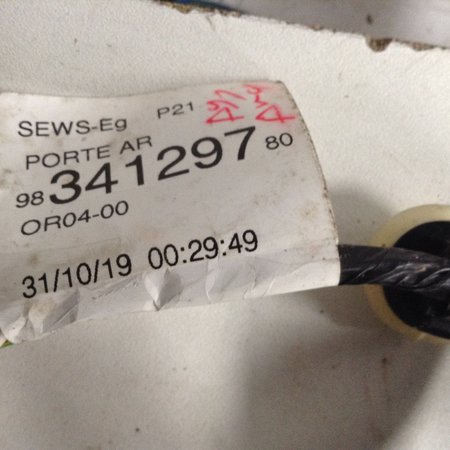 SEWS-Eg P21
PORTE AR
98 341297 80
OR04-00
31/10/19 00:29:49